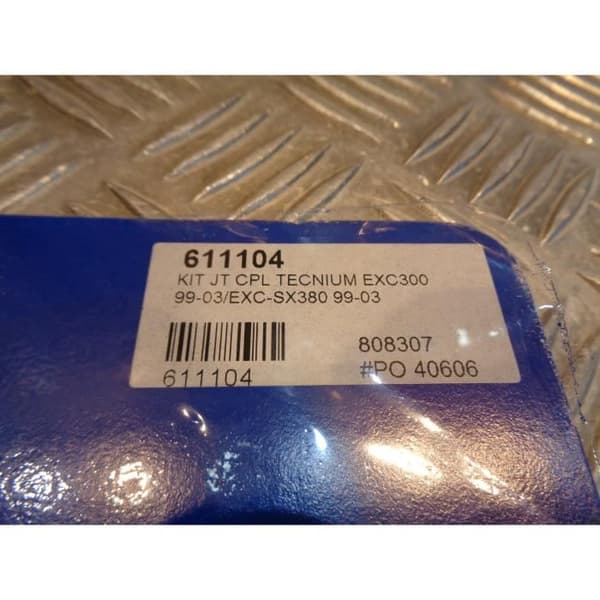 611104
KIT JT CPL TECNIUM EXC300
99-03/EXC-SX380 99-03
808307
611104
#PO 40606